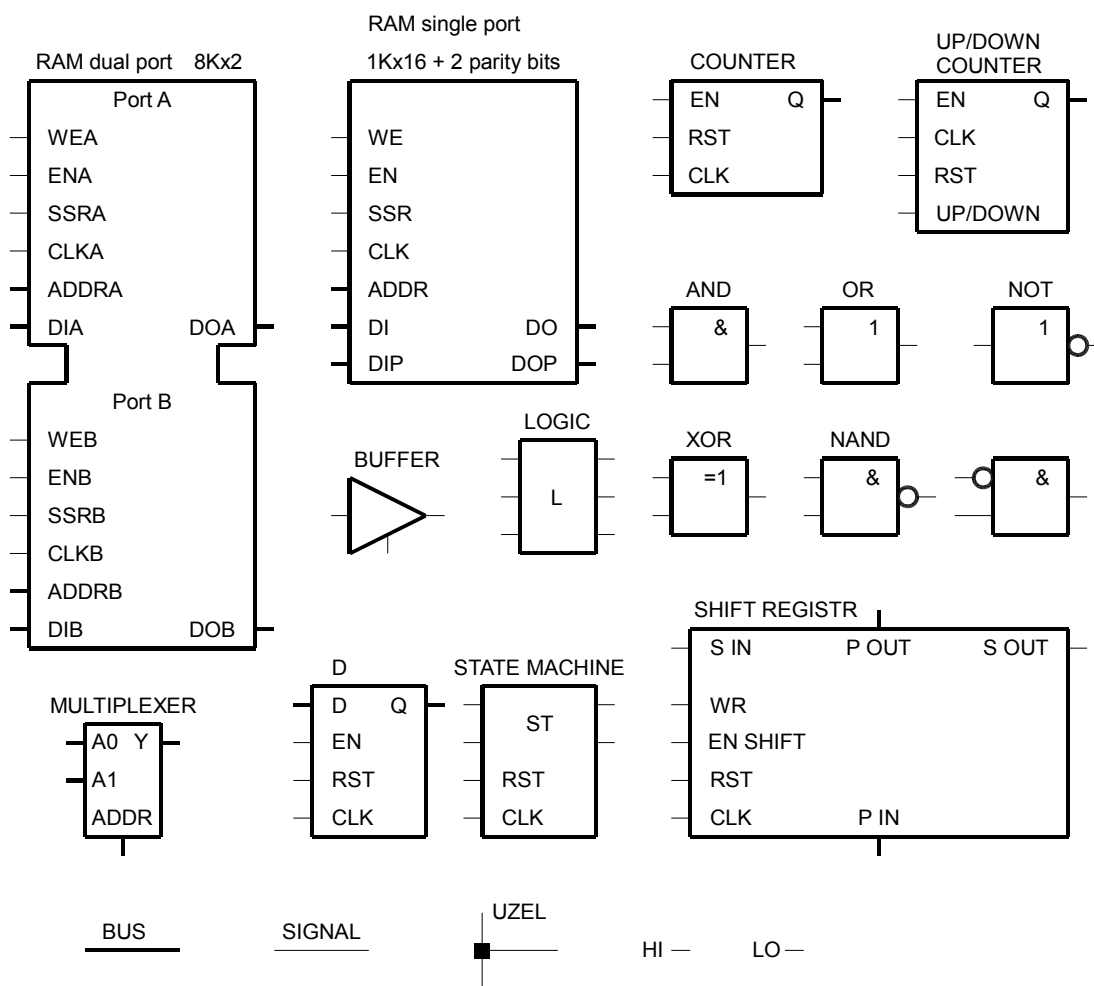 RAM dual port 8Kx2
Port A
WEA
ENA
SSRA
CLKA
ADDRA
DIA DOA
Port B
WEB
ENB
SSRB
CLKB
ADDRB
DIB DOB
RAM single port
1Kx16 + 2 parity bits
WE
EN
SSR
CLK
ADDR
DI DO
DIP DOP
COUNTER
EN Q
RST
CLK
UP/DOWN
COUNTER
EN Q
CLK
RST
UP/DOWN
AND
&
OR
1
NOT
1
BUFFER
LOGIC
L
XOR
=1
NAND
&
&
MULTIPLEXER
A0 Y
A1
ADDR
D
D Q
EN
RST
CLK
STATE MACHINE
ST
RST
CLK
SHIFT REGISTR
S IN P OUT S OUT
WR
EN SHIFT
RST
CLK P IN
BUS
SIGNAL
UZEL
HI
LO